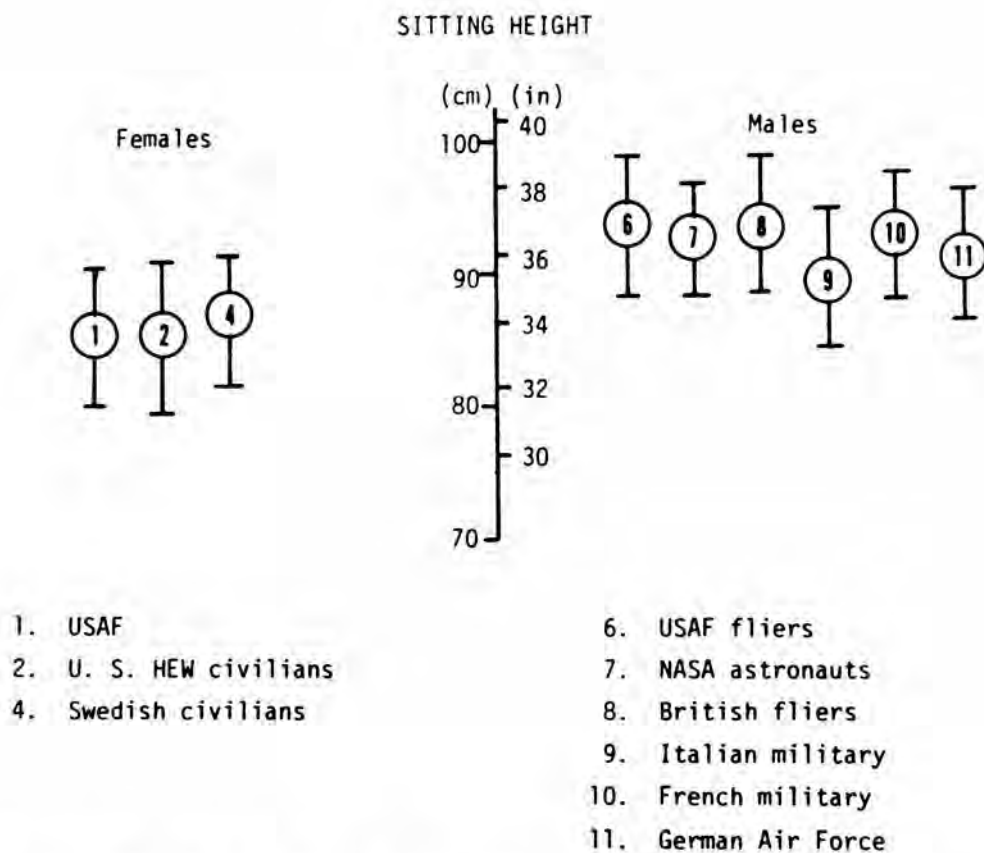 SITTING HEIGHT
(cm) (in)
Females
Males
100
40
38
90
36
34
80
32
30
70
1
2
4
6
7
8
9
10
11
1. USAF
2. U. S. HEW civilians
4. Swedish civilians
6. USAF fliers
7. NASA astronauts
8. British fliers
9. Italian military
10. French military
11. German Air Force